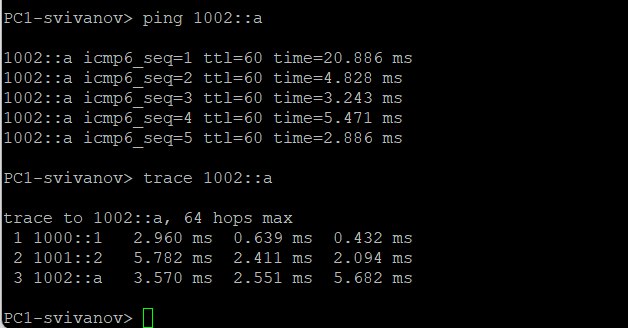 PC1-svivanov> ping 1002::a
1002::a icmp6_seq=1 ttl=60 time=20.886 ms
1002::a icmp6_seq=2 ttl=60 time=4.828 ms
1002::a icmp6_seq=3 ttl=60 time=3.243 ms
1002::a icmp6_seq=4 ttl=60 time=5.471 ms
1002::a icmp6_seq=5 ttl=60 time=2.886 ms
PC1-svivanov> trace 1002::a
trace to 1002::a, 64 hops max
 1 1000::1   2.960 ms  0.639 ms  0.432 ms
 2 1001::2   5.782 ms  2.411 ms  2.094 ms
 3 1002::a   3.570 ms  2.551 ms  5.682 ms
PC1-svivanov>